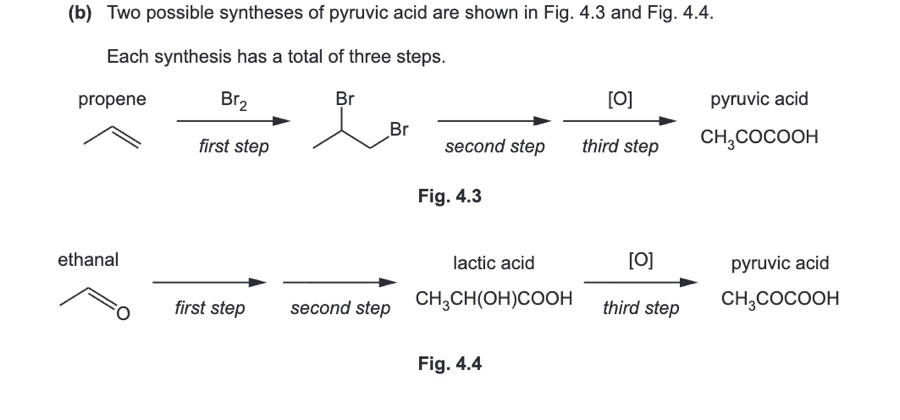 (b) Two possible syntheses of pyruvic acid are shown in Fig. 4.3 and Fig. 4.4.
Each synthesis has a total of three steps.
propene Br₂ Br [O] pyruvic acid
Br CH₃COCOOH
first step second step third step
Fig. 4.3
ethanal lactic acid [O] pyruvic acid
O first step second step CH₃CH(OH)COOH third step CH₃COCOOH
Fig. 4.4